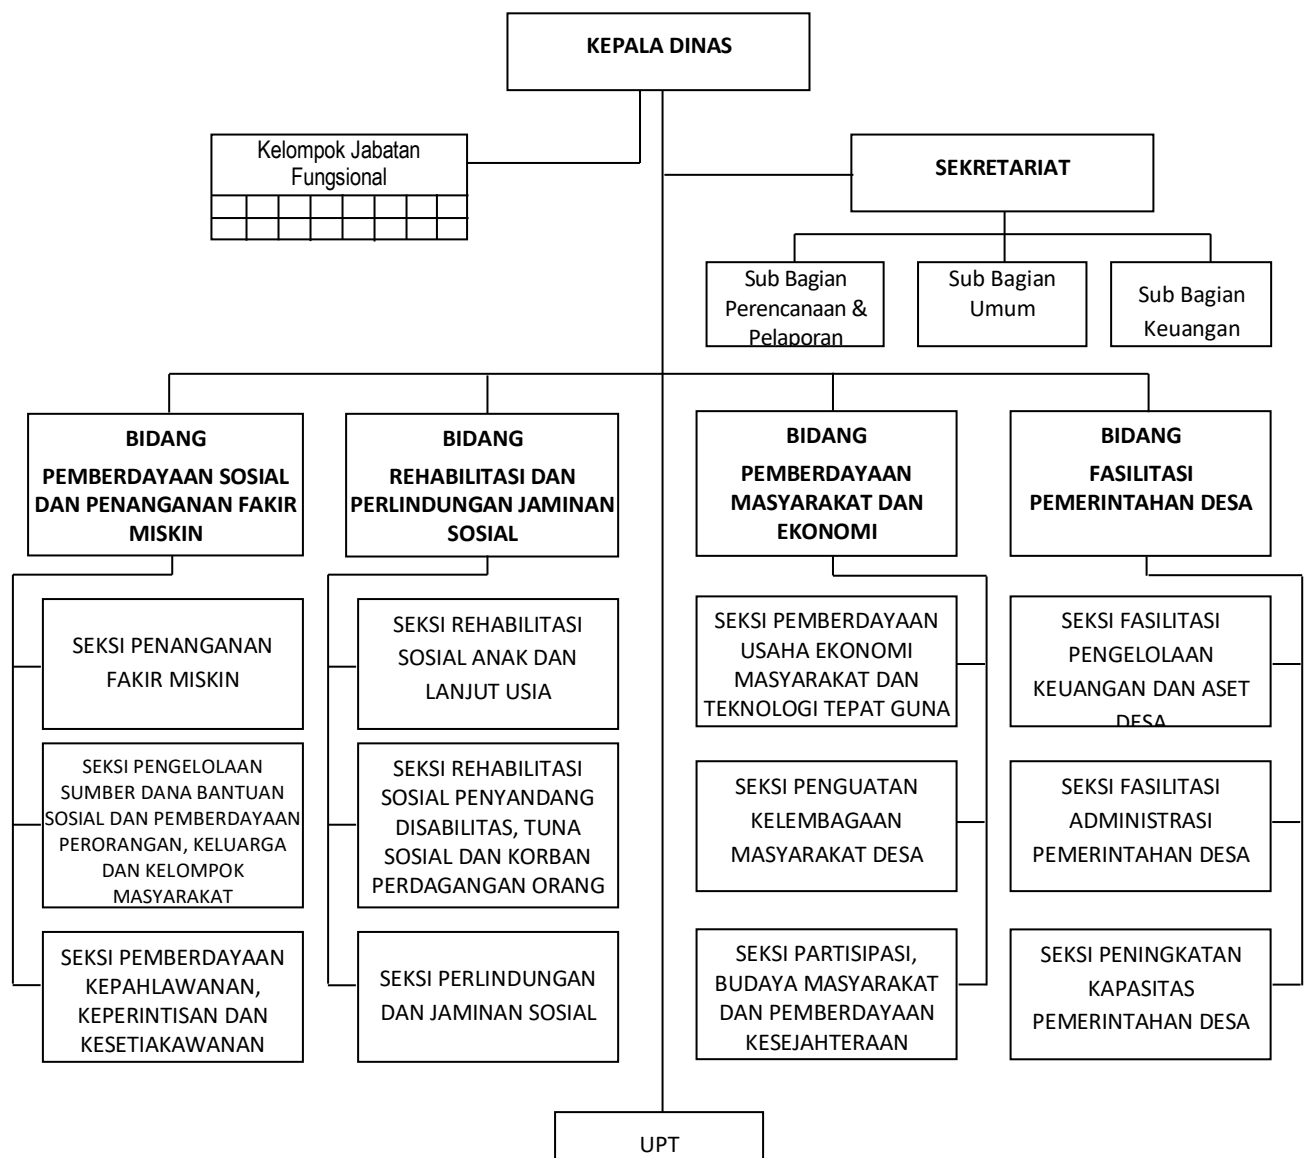 KEPALA DINAS
Kelompok Jabatan
Fungsional
SEKRETARIAT
Sub Bagian
Perencanaan &
Pelaporan
Sub Bagian
Umum
Sub Bagian
Keuangan
BIDANG
PEMBERDAYAAN SOSIAL
DAN PENANGANAN FAKIR
MISKIN
BIDANG
REHABILITASI DAN
PERLINDUNGAN JAMINAN
SOSIAL
BIDANG
PEMBERDAYAAN
MASYARAKAT DAN
EKONOMI
BIDANG
FASILITASI
PEMERINTAHAN DESA
SEKSI PENANGANAN
FAKIR MISKIN
SEKSI REHABILITASI
SOSIAL ANAK DAN
LANJUT USIA
SEKSI PEMBERDAYAAN
USAHA EKONOMI
MASYARAKAT DAN
TEKNOLOGI TEPAT GUNA
SEKSI FASILITASI
PENGELOLAAN
KEUANGAN DAN ASET
DESA
SEKSI PENGELOLAAN
SUMBER DANA BANTUAN
SOSIAL DAN PEMBERDAYAAN
PERORANGAN, KELUARGA
DAN KELOMPOK
MASYARAKAT
SEKSI REHABILITASI
SOSIAL PENYANDANG
DISABILITAS, TUNA
SOSIAL DAN KORBAN
PERDAGANGAN ORANG
SEKSI PENGUATAN
KELEMBAGAAN
MASYARAKAT DESA
SEKSI FASILITASI
ADMINISTRASI
PEMERINTAHAN DESA
SEKSI PEMBERDAYAAN
KEPAHLAWANAN,
KEPERINTISAN DAN
KESETIAKAWANAN
SEKSI PERLINDUNGAN
DAN JAMINAN SOSIAL
SEKSI PARTISIPASI,
BUDAYA MASYARAKAT
DAN PEMBERDAYAAN
KESEJAHTERAAN
SEKSI PENINGKATAN
KAPASITAS
PEMERINTAHAN DESA
UPT